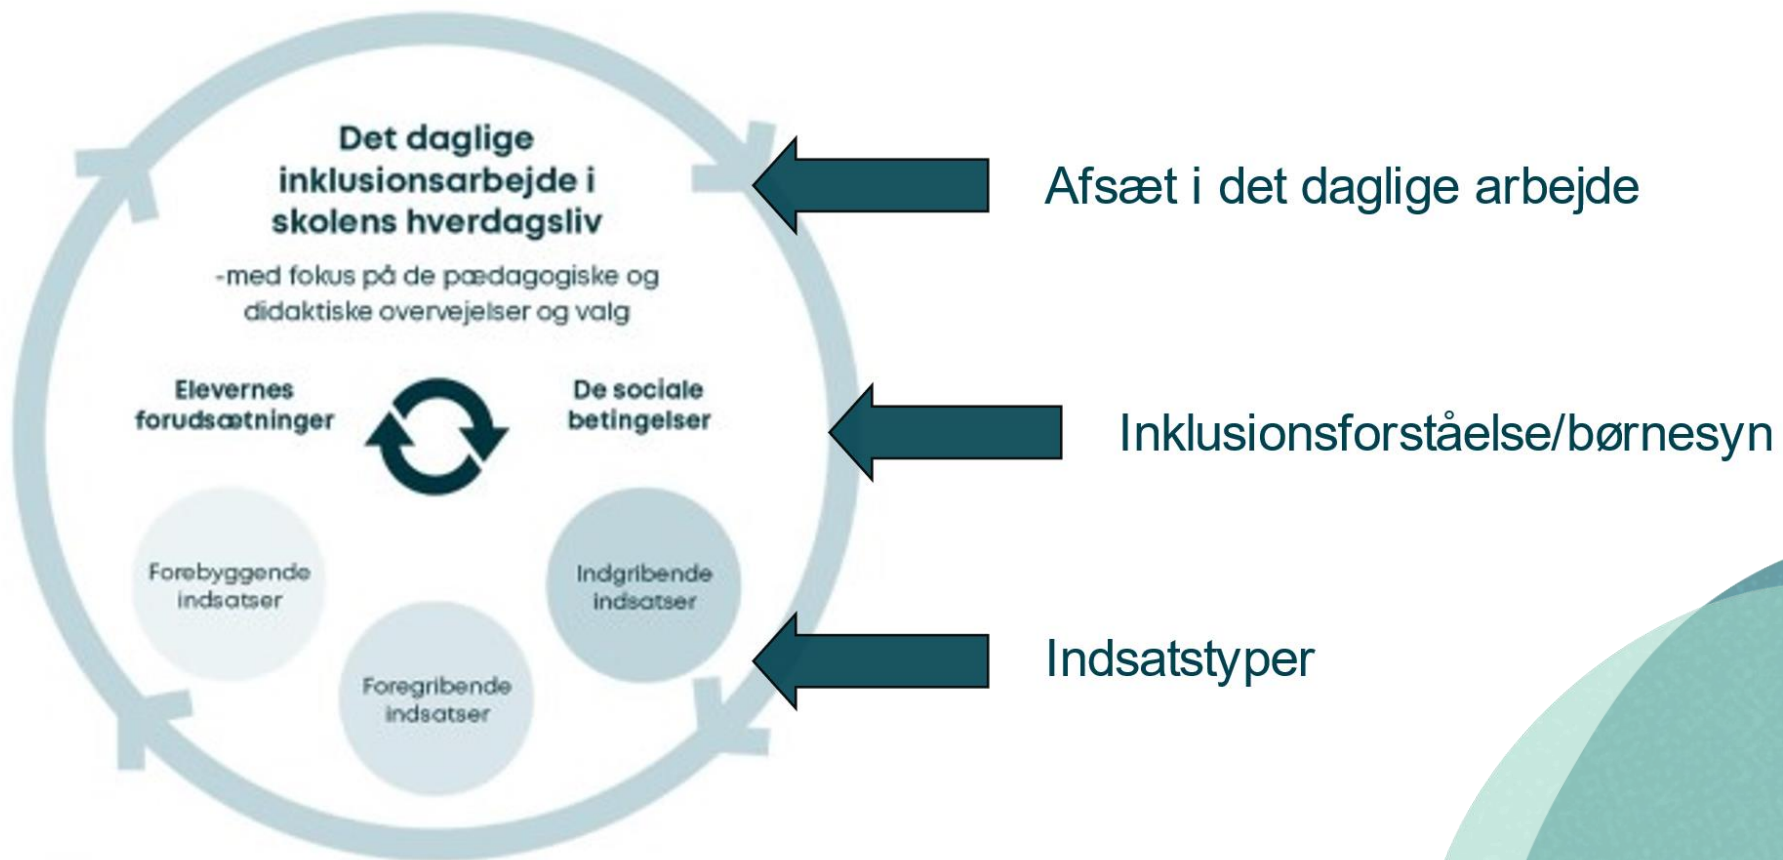 Det daglige
inklusionsarbejde i
skolens hverdagsliv
-med fokus på de pædagogiske og
didaktiske overvejelser og valg
Elevernes
forudsætninger
De sociale
betingelser
Forebyggende
indsatser
Foregribende
indsatser
Indgribende
indsatser
Afsæt i det daglige arbejde
Inklusionsforståelse/børnesyn
Indsatstyper